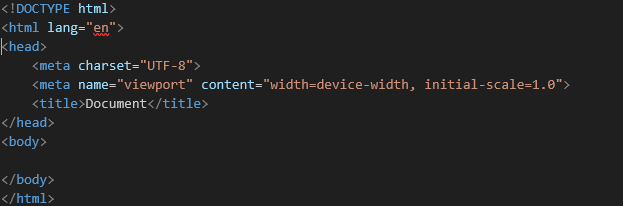 <!DOCTYPE html>
<html lang="en">
<head>
    <meta charset="UTF-8">
    <meta name="viewport" content="width=device-width, initial-scale=1.0">
    <title>Document</title>
</head>
<body>

</body>
</html>